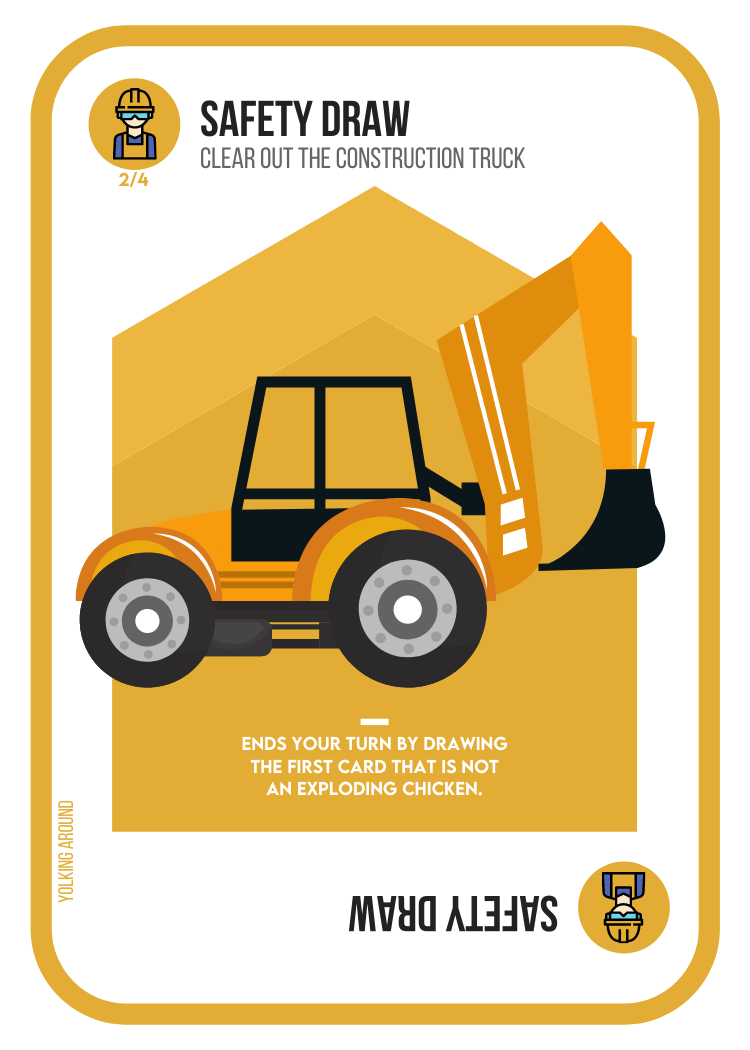 SAFETY DRAW
CLEAR OUT THE CONSTRUCTION TRUCK
2/4
ENDS YOUR TURN BY DRAWING
THE FIRST CARD THAT IS NOT
AN EXPLODING CHICKEN.
YOLKING AROUND
SAFETY DRAW